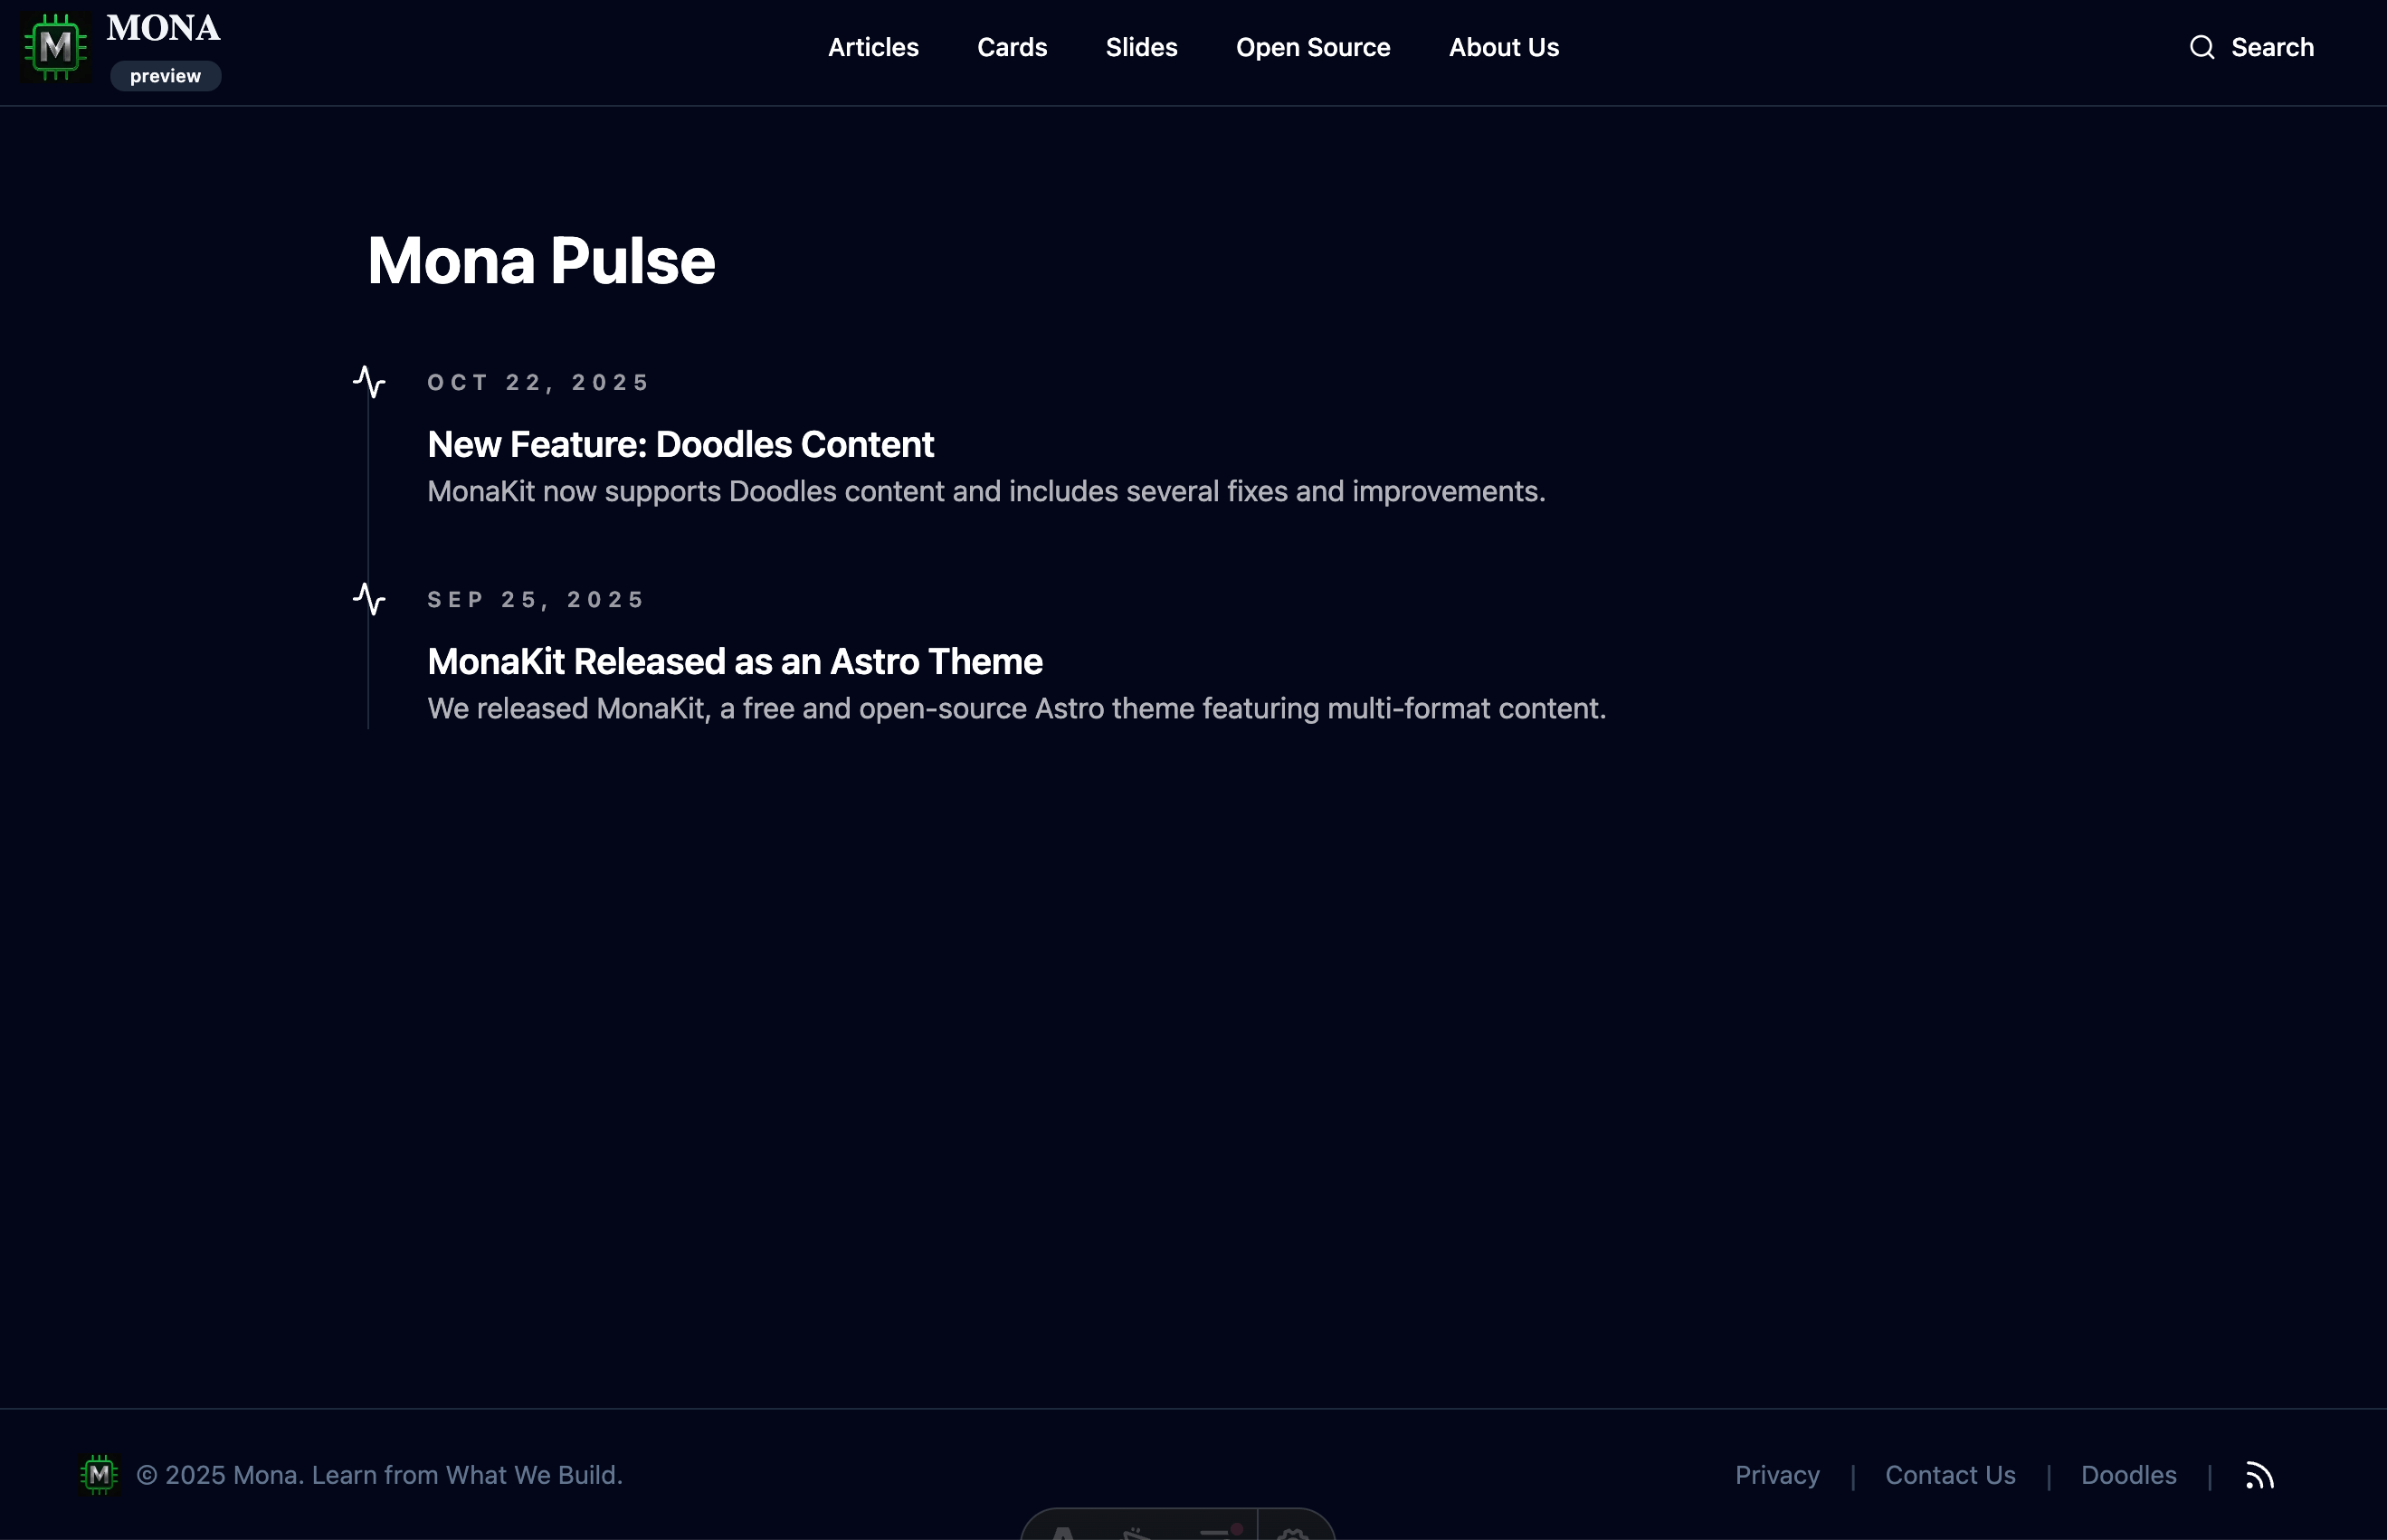 M
MONA
preview
Articles
Cards
Slides
Open Source
About Us
Search
Mona Pulse
OCT 22, 2025
New Feature: Doodles Content
MonaKit now supports Doodles content and includes several fixes and improvements.
SEP 25, 2025
MonaKit Released as an Astro Theme
We released MonaKit, a free and open-source Astro theme featuring multi-format content.
M
© 2025 Mona. Learn from What We Build.
Privacy | Contact Us | Doodles |